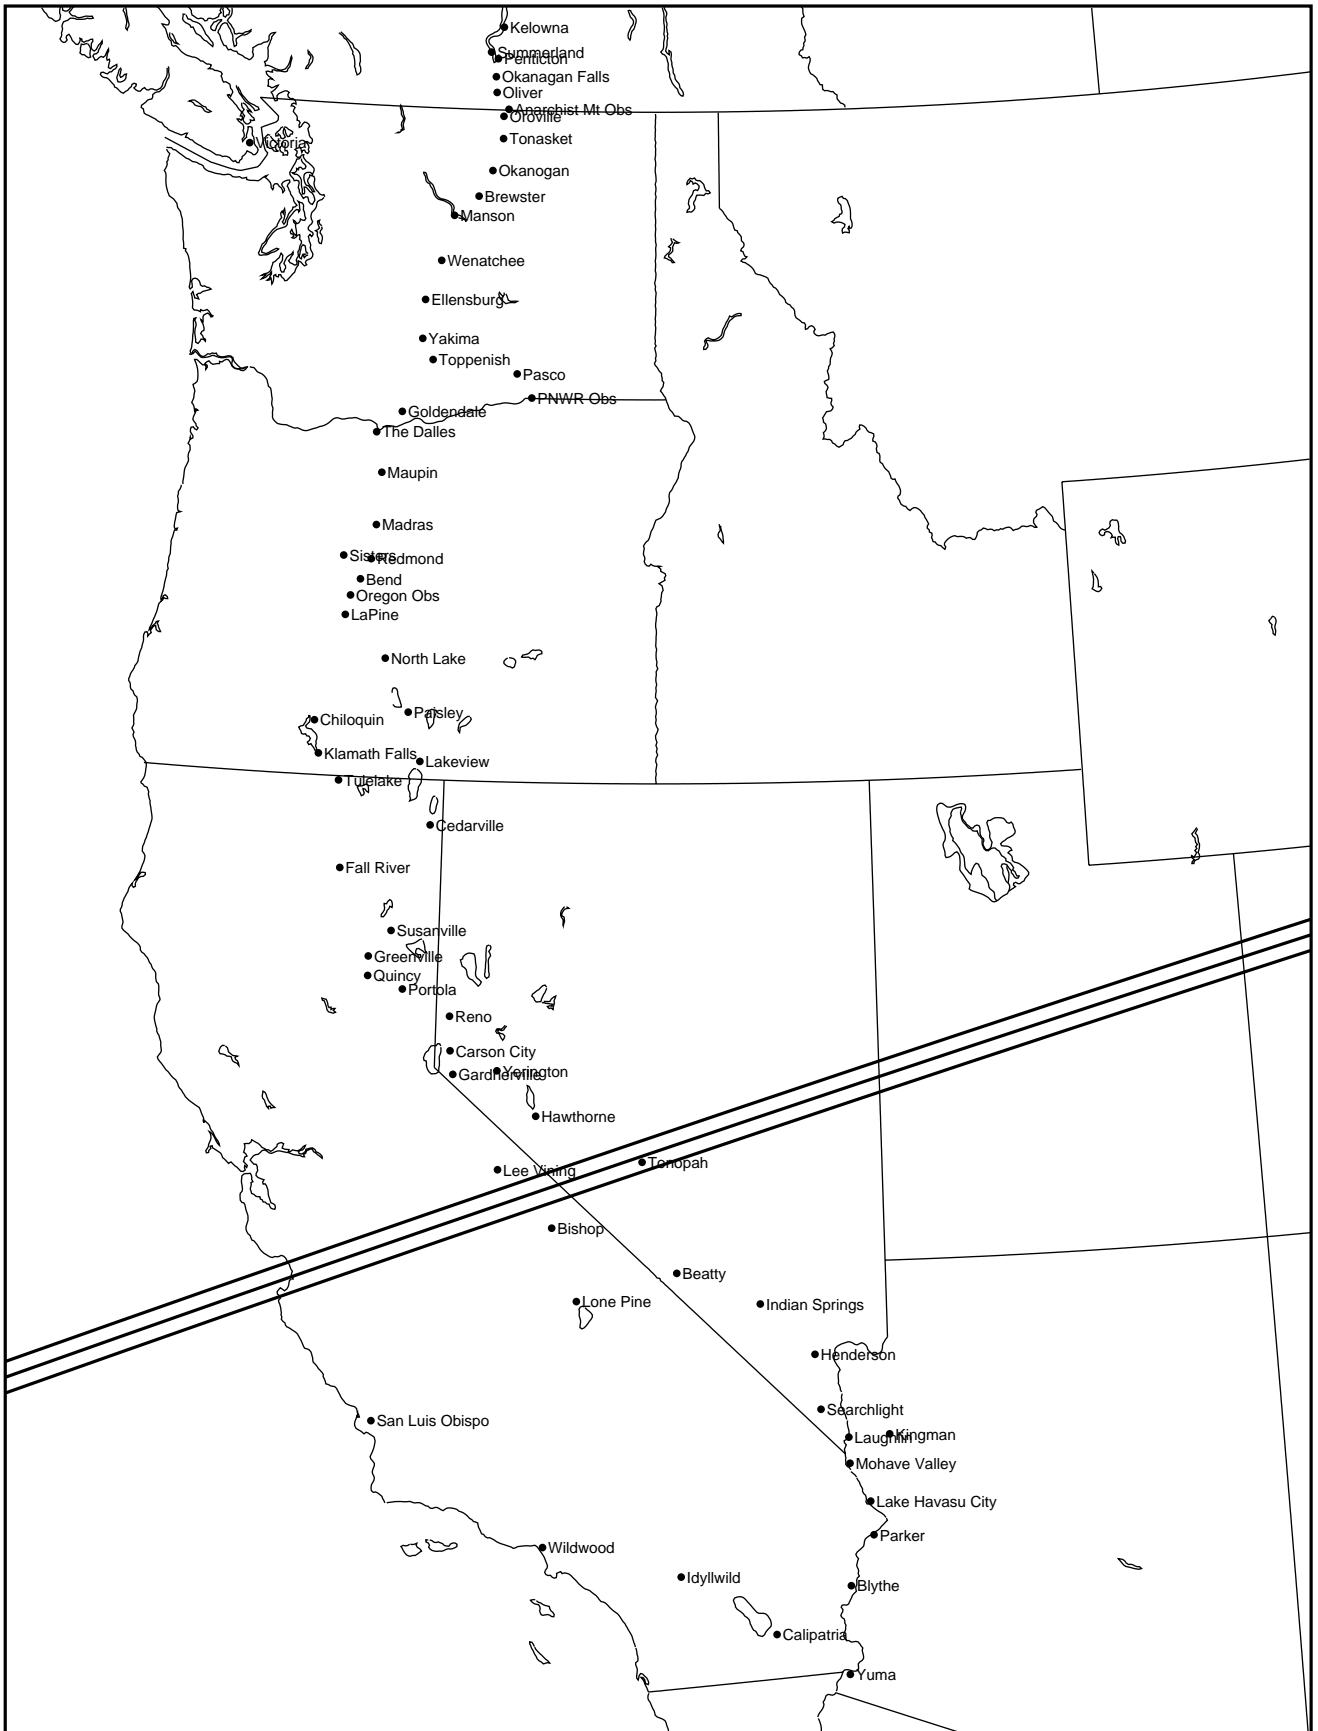 Kelowna
Summerland
Penticton
Okanagan Falls
Oliver
Anarchist Mt Obs
Oroville
Tonasket
Victoria
Okanogan
Brewster
Manson
Wenatchee
Ellensburg
Yakima
Toppenish
Pasco
PNWR Obs
Goldendale
The Dalles
Maupin
Madras
Sisters
Redmond
Bend
Oregon Obs
LaPine
North Lake
Paisley
Chiloquin
Klamath Falls
Lakeview
Tulelake
Cedarville
Fall River
Susanville
Greenville
Quincy
Portola
Reno
Carson City
Yerington
Gardnerville
Hawthorne
Tonopah
Lee Vining
Bishop
Beatty
Lone Pine
Indian Springs
Henderson
Searchlight
San Luis Obispo
Kingman
Laughlin
Mohave Valley
Lake Havasu City
Parker
Wildwood
Idyllwild
Blythe
Calipatria
Yuma